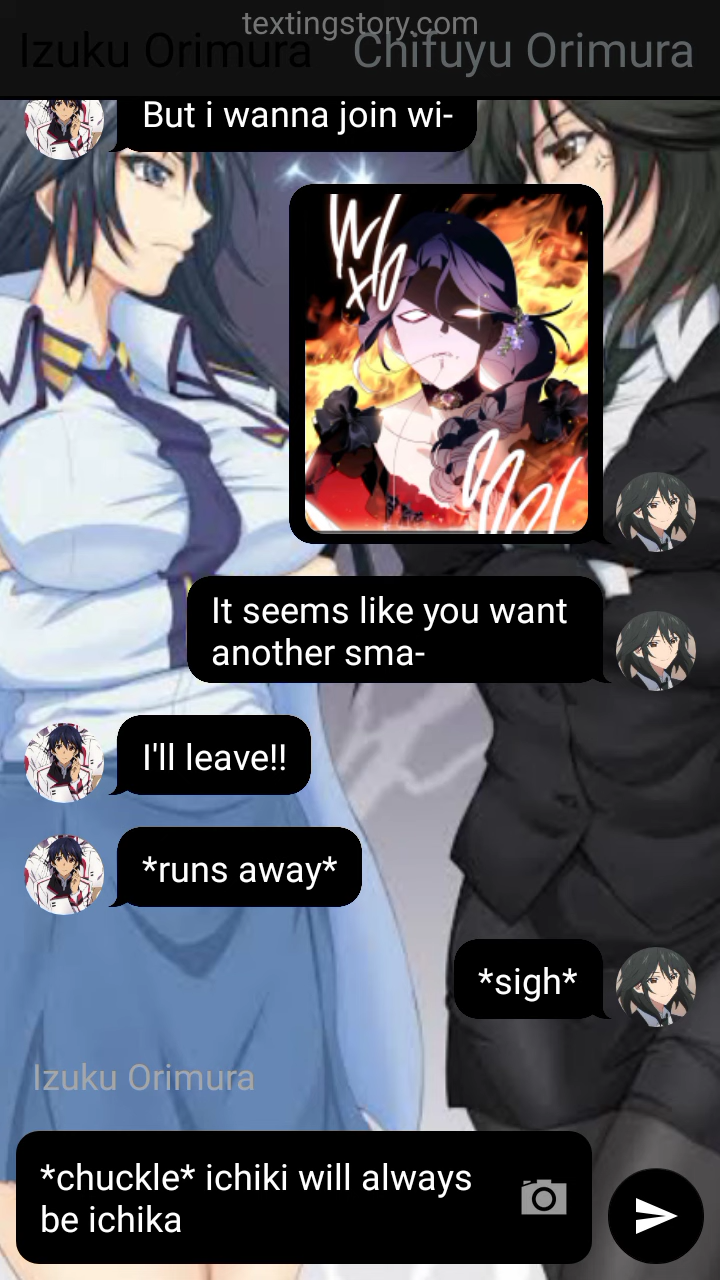 textingstory.com
Izuku Orimura Chifuyu Orimura
But i wanna join wi-
It seems like you want
another sma-
I'll leave!!
*runs away*
*sigh*
Izuku Orimura
*chuckle* ichiki will always
be ichika